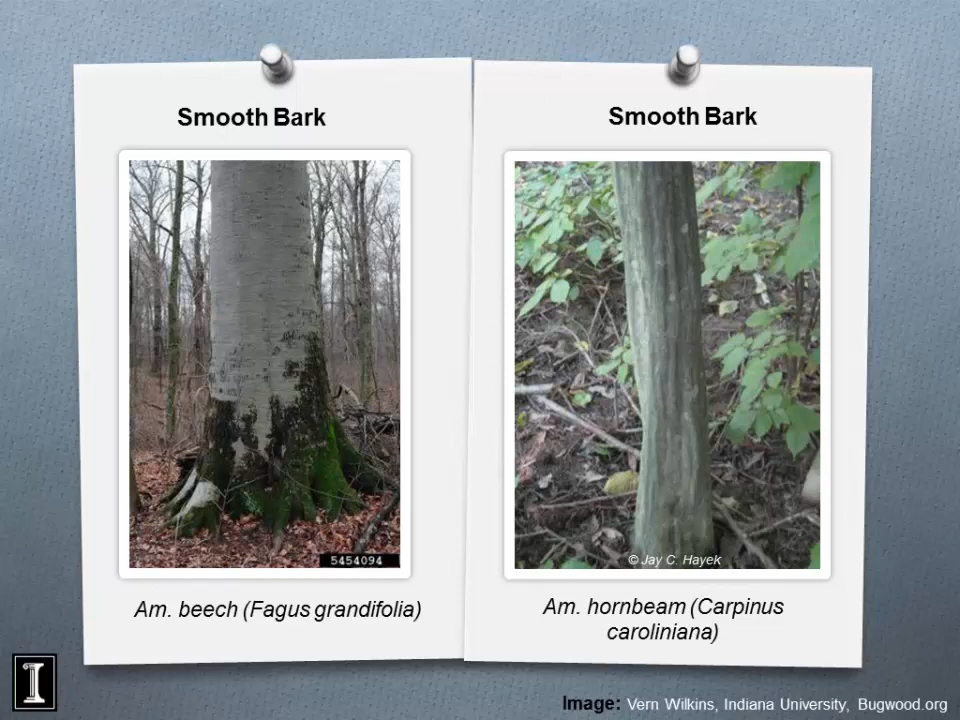 Smooth Bark
5454094
Am. beech (Fagus grandifolia)
Smooth Bark
© Jay C. Hayek
Am. hornbeam (Carpinus
caroliniana)
I
Image: Vern Wilkins, Indiana University, Bugwood.org